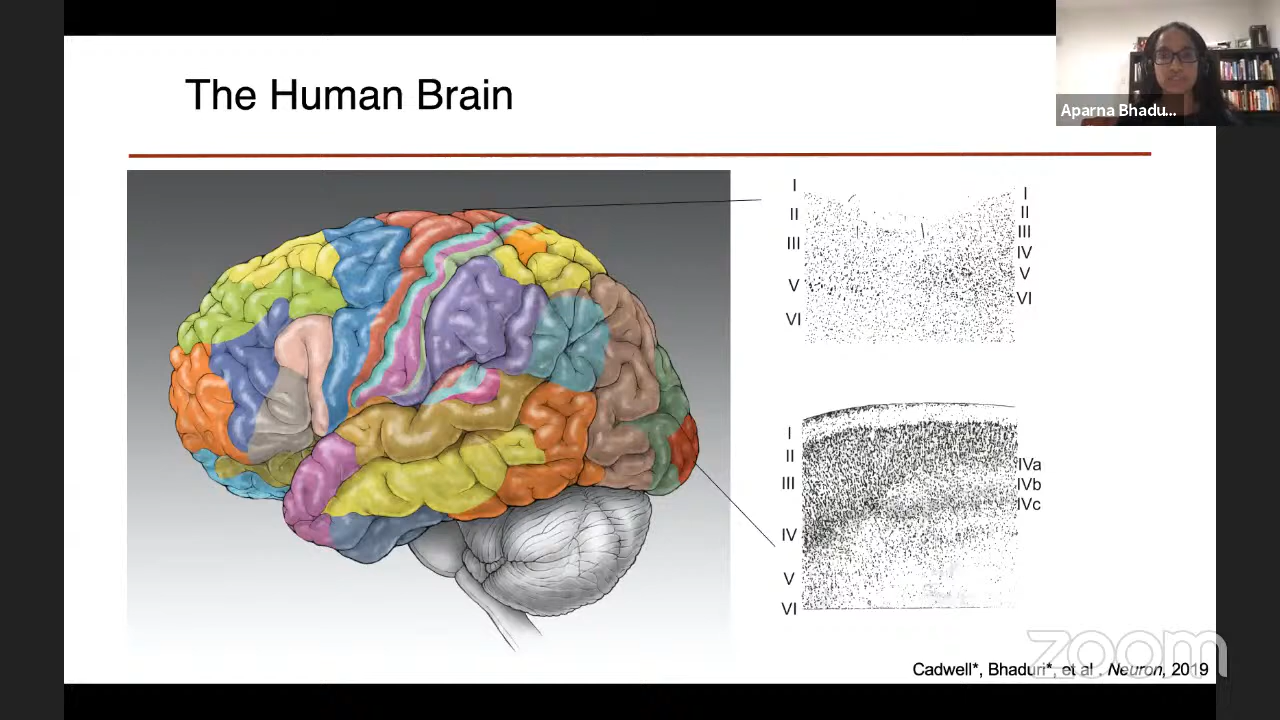 The Human Brain
Aparna Bhadu...
I
II
III
V
VI
I
II
III
IV
V
VI
I
II
III
IV
V
VI
IVa
IVb
IVc
zoom
Cadwell*, Bhaduri*, et al . Neuron, 2019